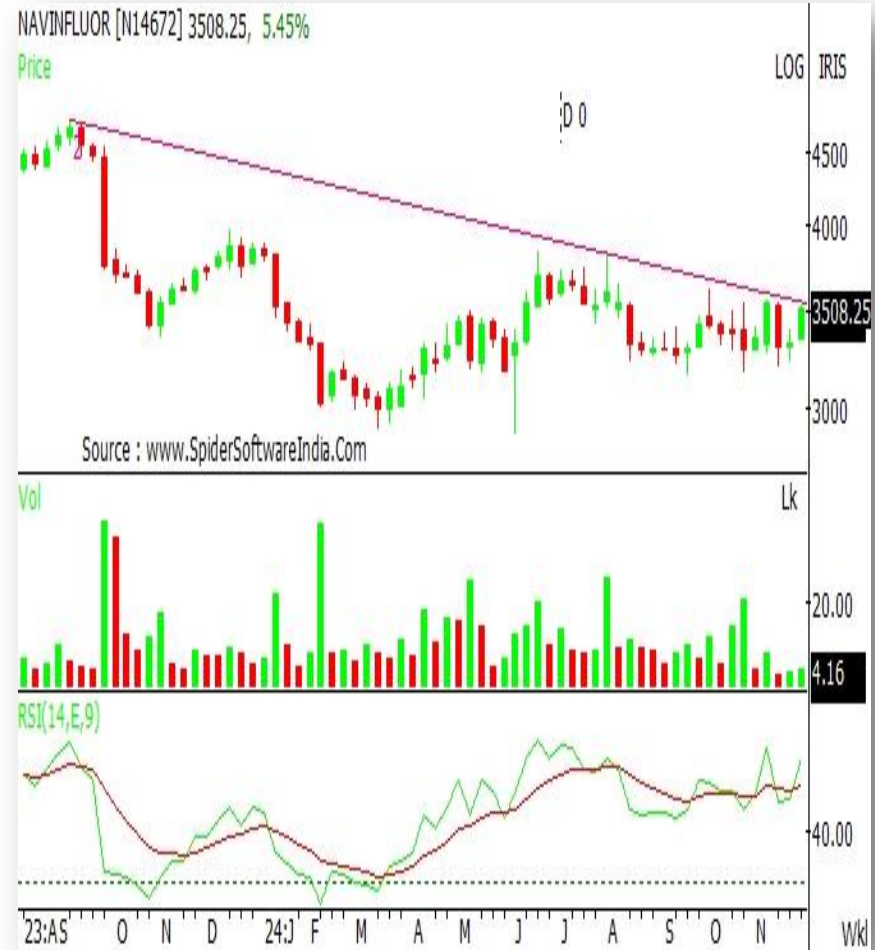 NAVINFLUOR [N14672] 3508.25, 5.45%
Price
LOG IRIS
D 0
4500
4000
3508.25
3000
Source : www.SpiderSoftwareIndia.Com
Vol
Lk
20.00
4.16
RSI(14,E,9)
40.00
23:AS O N D 24:J F M A M J J A S O N Wkl